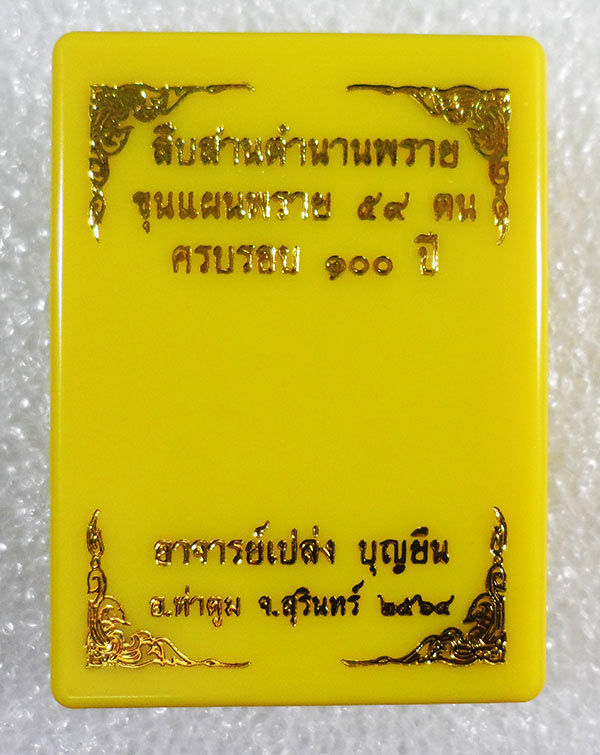 สืบสานตำนานพราย
ขุนแผนพราย ๕๙ ตน
ครบรอบ ๑๐๐ ปี
อาจารย์เปล่ง บุญยืน
อ.ท่าตูม จ.สุรินทร์ ๒๕๖๔